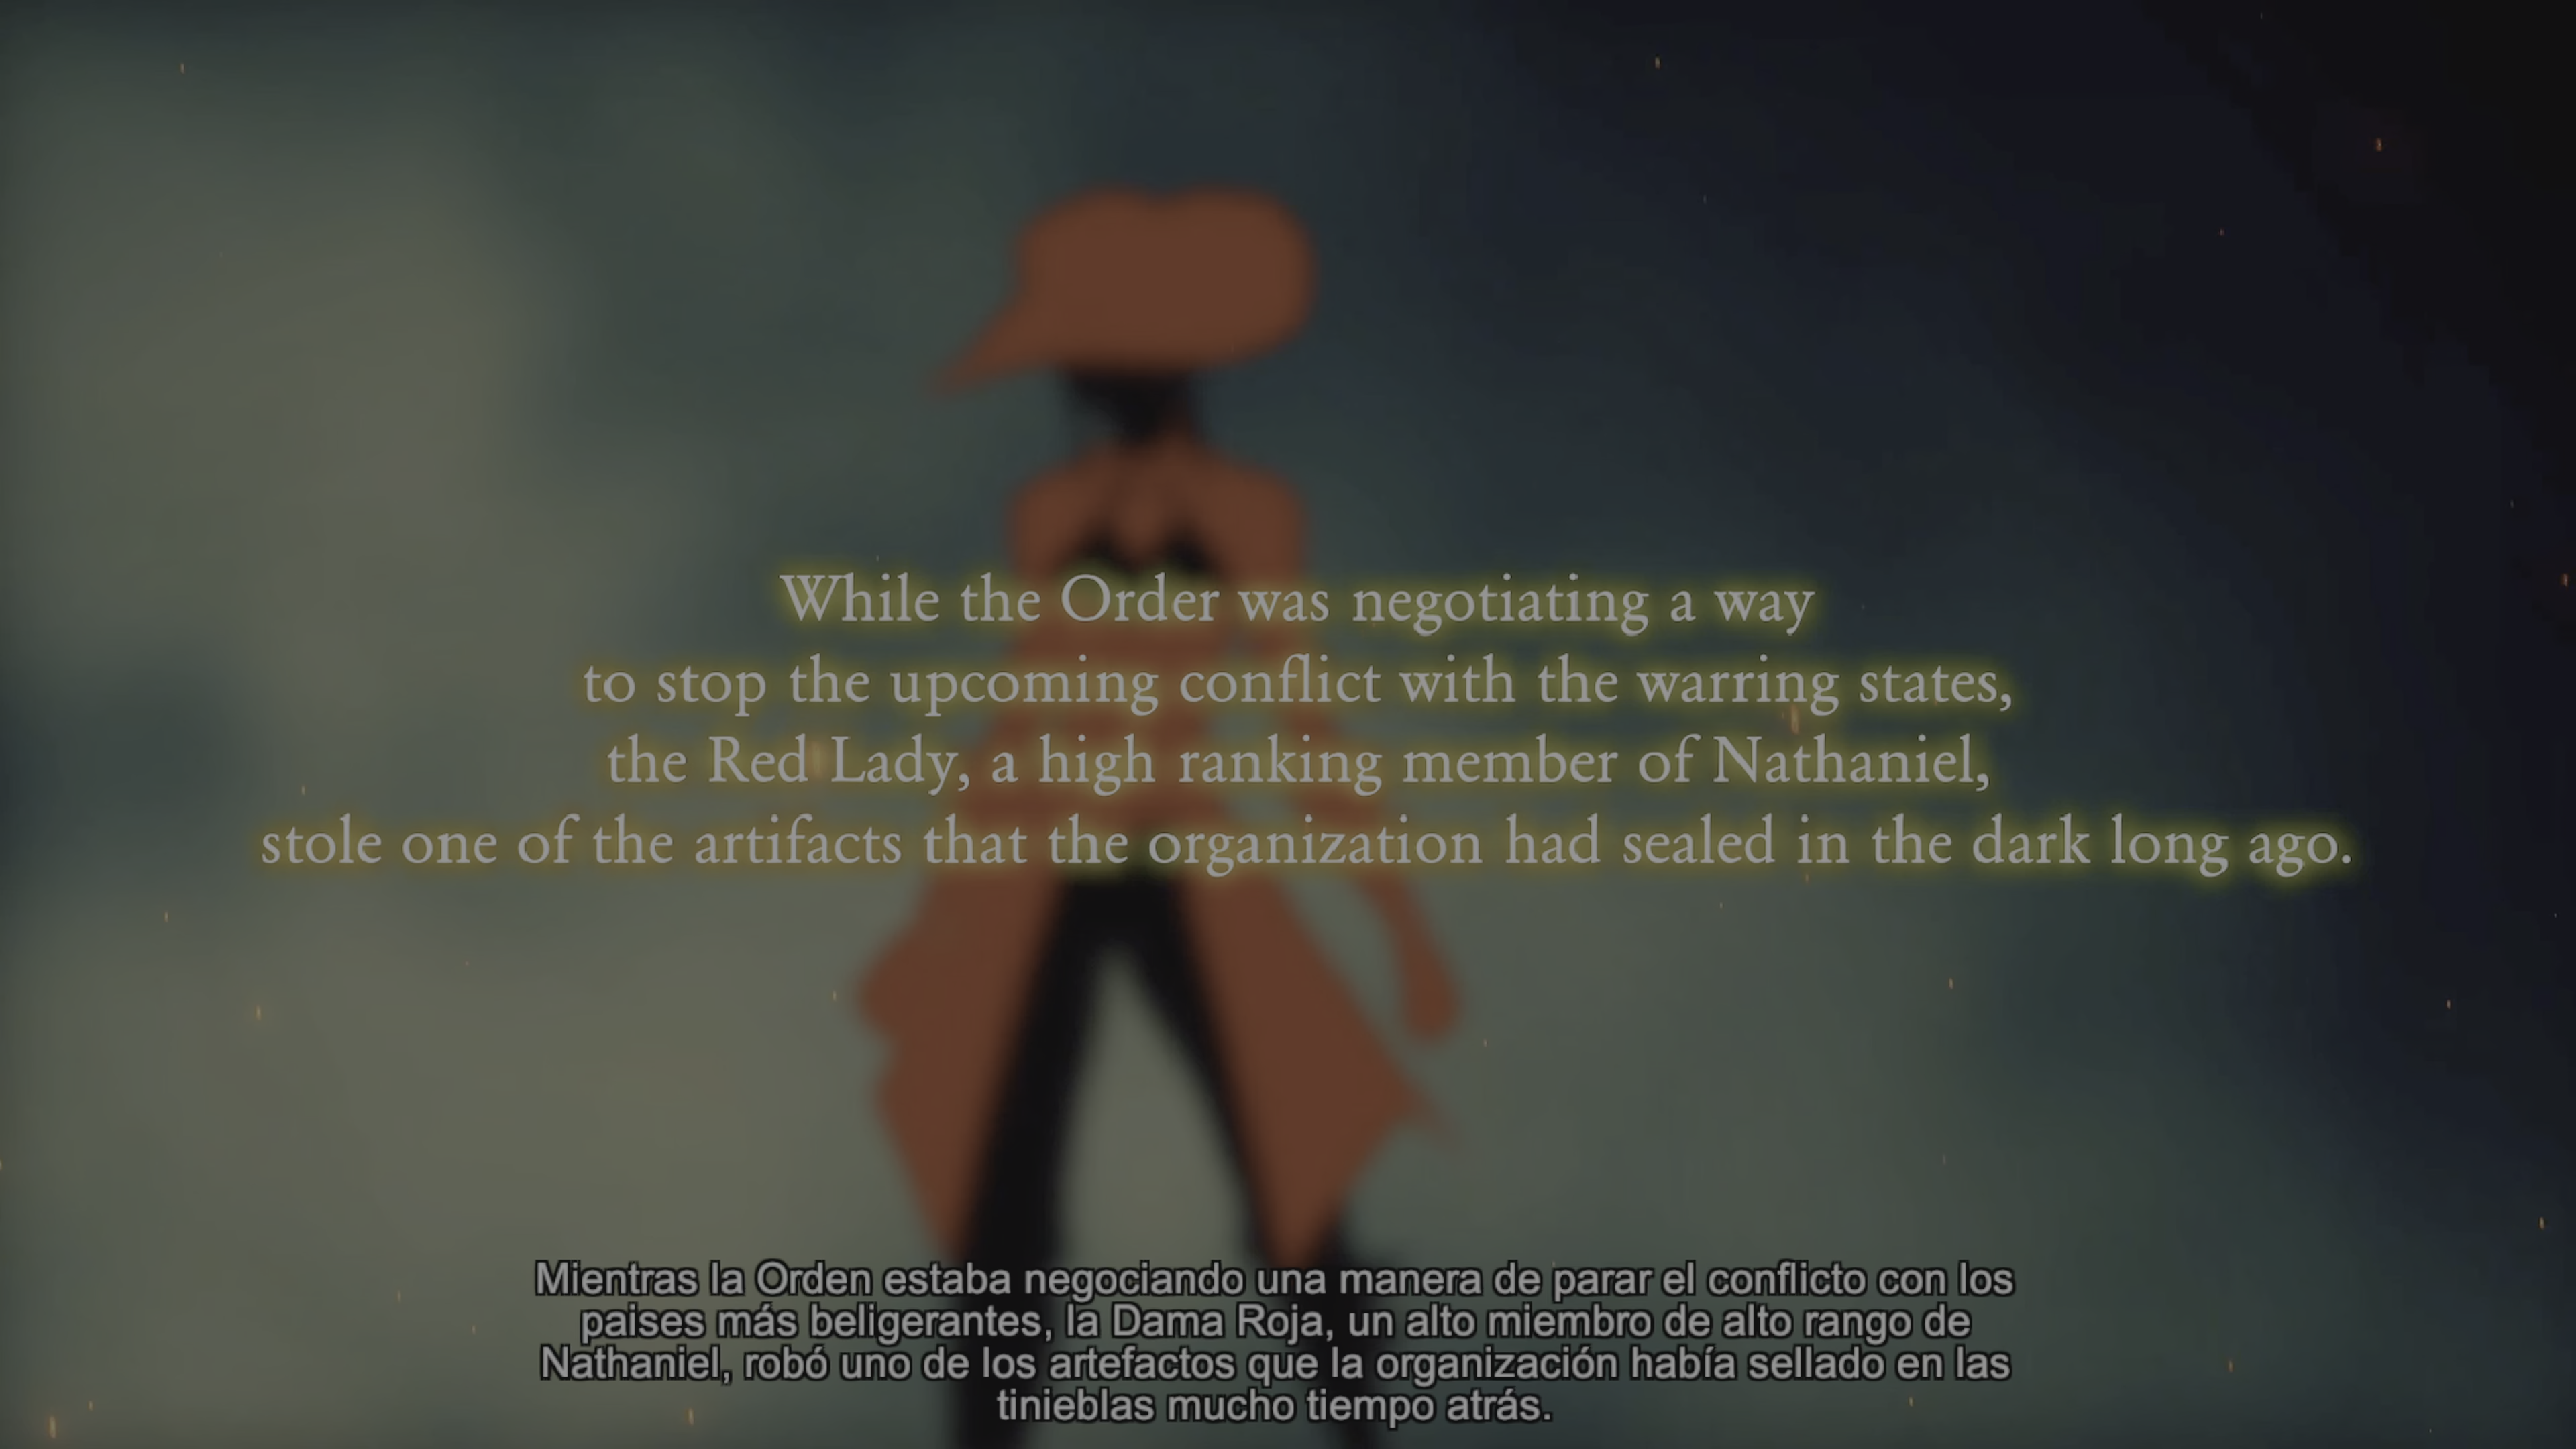 While the Order was negotiating a way
to stop the upcoming conflict with the warring states,
the Red Lady, a high ranking member of Nathaniel,
stole one of the artifacts that the organization had sealed in the dark long ago.
Mientras la Orden estaba negociando una manera de parar el conflicto con los
paises más beligerantes, la Dama Roja, un alto miembro de alto rango de
Nathaniel, robó uno de los artefactos que la organización había sellado en las
tinieblas mucho tiempo atrás.